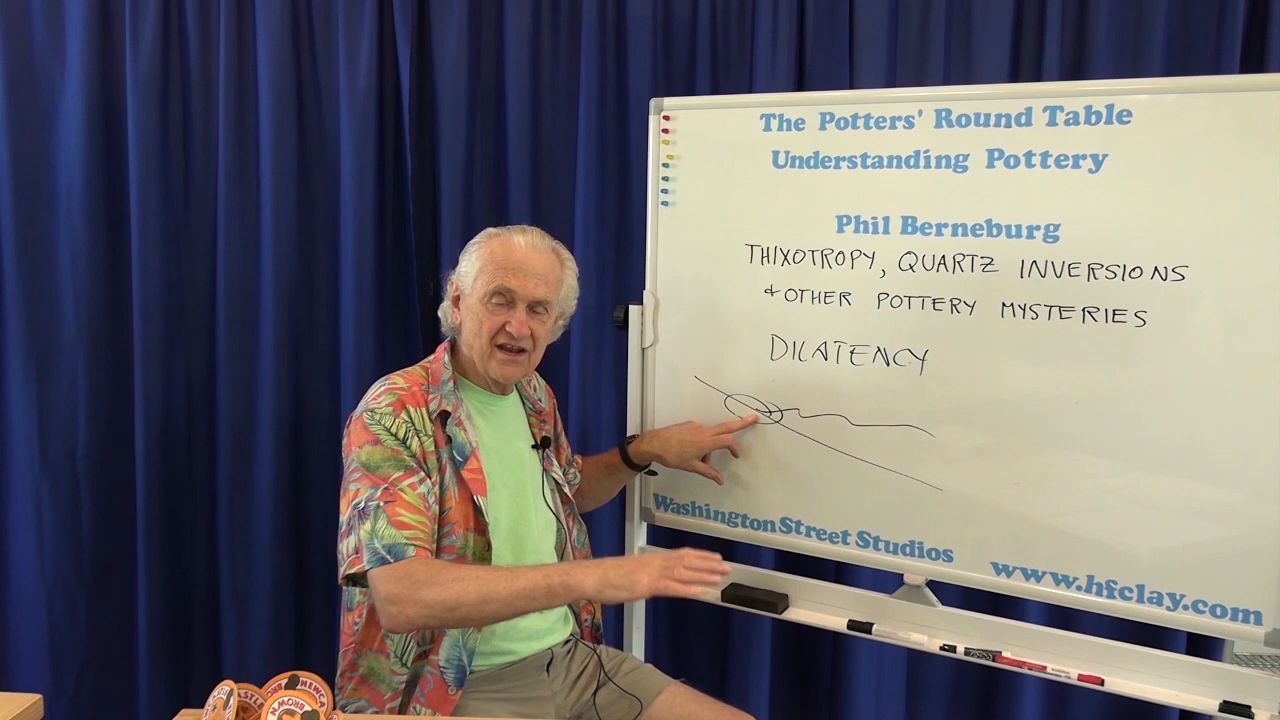 The Potters' Round Table
Understanding Pottery
Phil Berneburg
THIXOTROPY, QUARTZ INVERSIONS
& OTHER POTTERY MYSTERIES
DILATENCY
Washington Street Studios
www.hfclay.com
BROWN